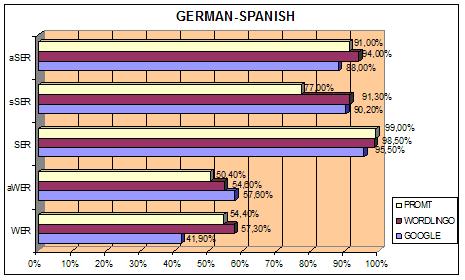 GERMAN-SPANISH
aSER
91,00%
94,00%
88,00%
sSER
77,00%
91,30%
90,20%
SER
99,00%
98,50%
95,50%
aWER
50,40%
54,60%
57,60%
WER
54,40%
57,30%
41,90%
PROMT
WORDLINGO
GOOGLE
0% 10% 20% 30% 40% 50% 60% 70% 80% 90% 100%